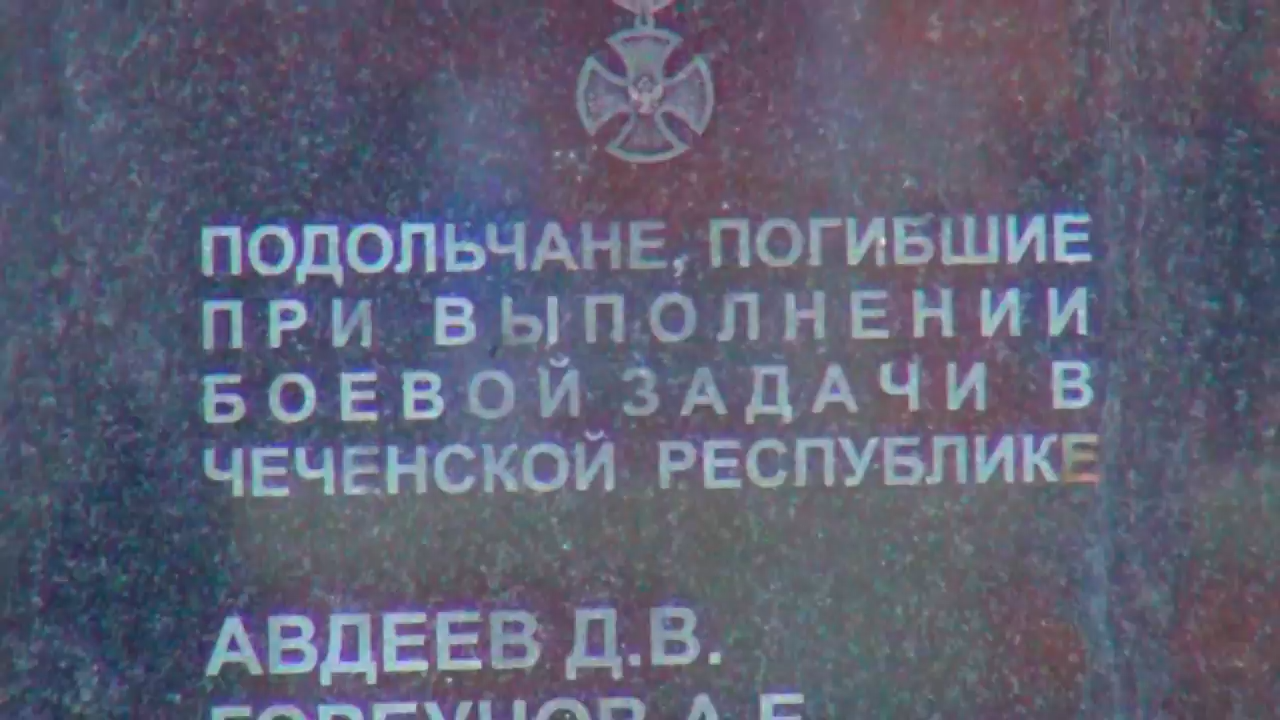 ПОДОЛЬЧАНЕ, ПОГИБШИЕ
ПРИ ВЫПОЛНЕНИИ
БОЕВОЙ ЗАДАЧИ В
ЧЕЧЕНСКОЙ РЕСПУБЛИКЕ
АВДЕЕВ Д.В.